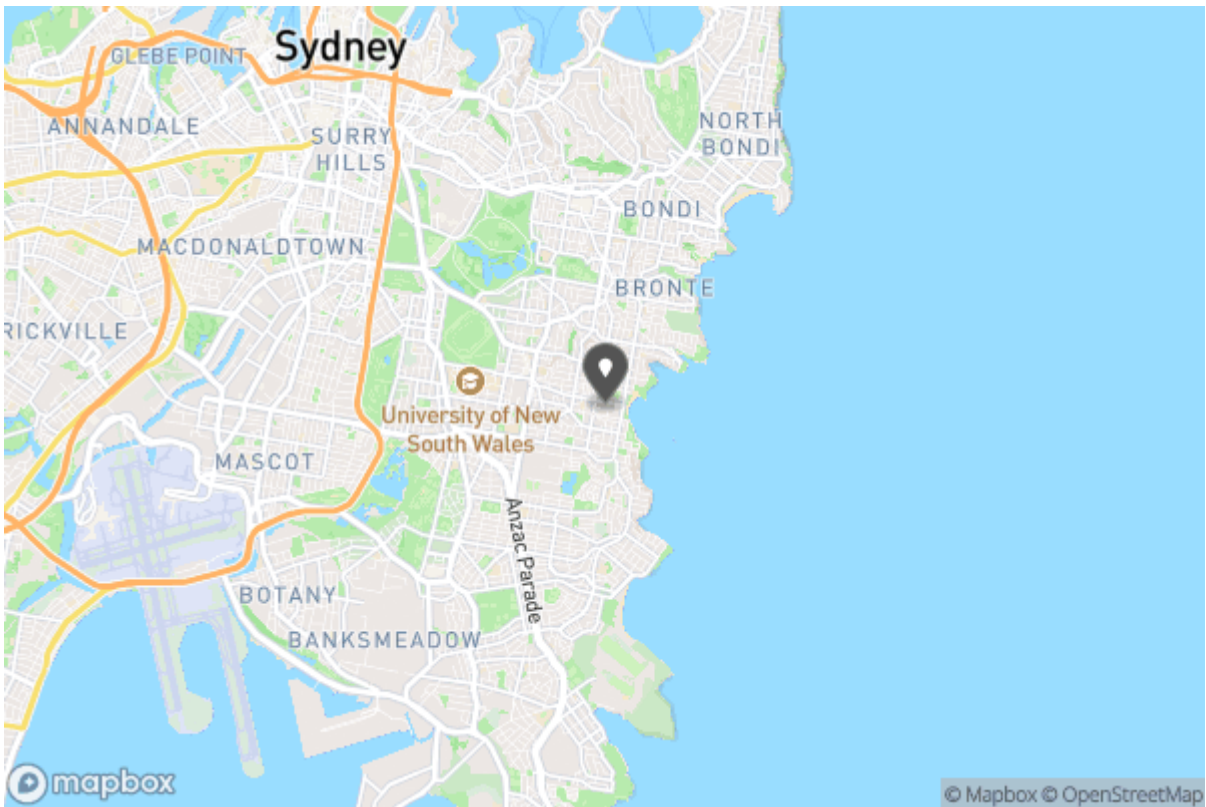 Sydney
GLEBE POINT
ANNANDALE
SURRY
HILLS
NORTH
BONDI
BONDI
MACDONALDTOWN
BRONTE
RICKVILLE
University of New
South Wales
MASCOT
Anzac Parade
BOTANY
BANKSMEADOW
mapbox
© Mapbox © OpenStreetMap